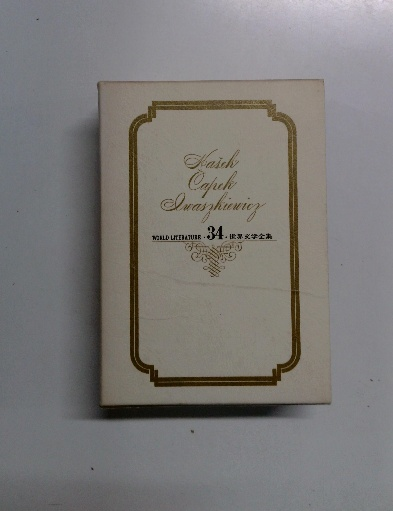 Hašek
Čapek
Iwaszkiewicz
WORLD LITERATURE · 34 · 世界文学全集